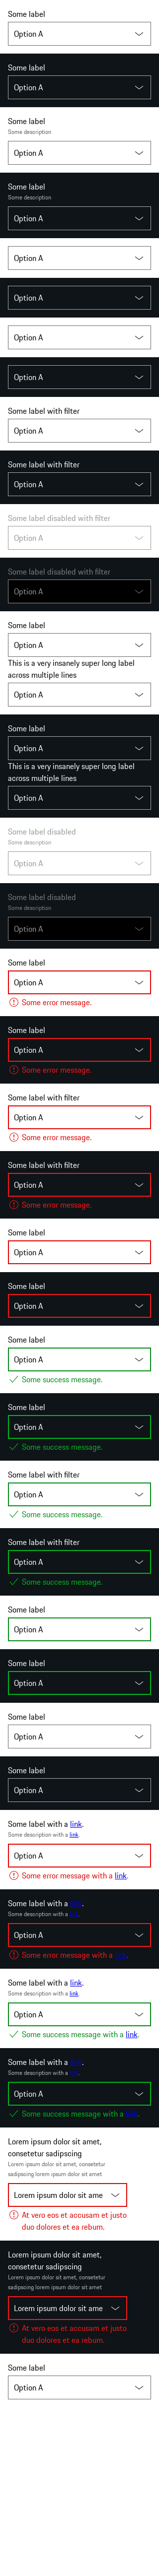 Some label
Option A
Some label
Option A
Some label
Some description
Option A
Some label
Some description
Option A
Option A
Option A
Option A
Option A
Some label with filter
Option A
Some label with filter
Option A
Some label disabled with filter
Option A
Some label disabled with filter
Option A
Some label
Option A
This is a very insanely super long label
across multiple lines
Option A
Some label
Option A
This is a very insanely super long label
across multiple lines
Option A
Some label disabled
Some description
Option A
Some label disabled
Some description
Option A
Some label
Option A
Some error message.
Some label
Option A
Some error message.
Some label with filter
Option A
Some error message.
Some label with filter
Option A
Some error message.
Some label
Option A
Some label
Option A
Some label
Option A
Some success message.
Some label
Option A
Some success message.
Some label with filter
Option A
Some success message.
Some label with filter
Option A
Some success message.
Some label
Option A
Some label
Option A
Some label
Option A
Some label
Option A
Some label with a link.
Some description with a link.
Option A
Some error message with a link.
Some label with a link.
Some description with a link.
Option A
Some error message with a link.
Some label with a link.
Some description with a link.
Option A
Some success message with a link.
Some label with a link.
Some description with a link.
Option A
Some success message with a link.
Lorem ipsum dolor sit amet,
consetetur sadipscing
Lorem ipsum dolor sit amet, consetetur
sadipscing lorem ipsum dolor sit amet
Lorem ipsum dolor sit ame
At vero eos et accusam et justo
duo dolores et ea rebum.
Lorem ipsum dolor sit amet,
consetetur sadipscing
Lorem ipsum dolor sit amet, consetetur
sadipscing lorem ipsum dolor sit amet
Lorem ipsum dolor sit ame
At vero eos et accusam et justo
duo dolores et ea rebum.
Some label
Option A